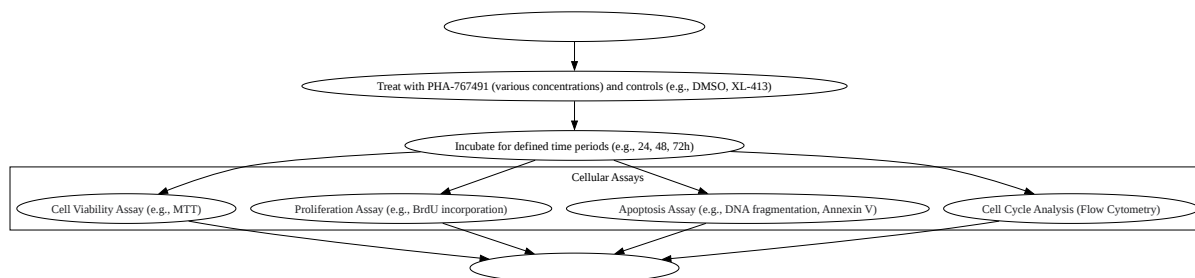 Treat with PHA-767491 (various concentrations) and controls (e.g., DMSO, XL-413)
Incubate for defined time periods (e.g., 24, 48, 72h)
Cellular Assays
Cell Viability Assay (e.g., MTT)
Proliferation Assay (e.g., BrdU incorporation)
Apoptosis Assay (e.g., DNA fragmentation, Annexin V)
Cell Cycle Analysis (Flow Cytometry)